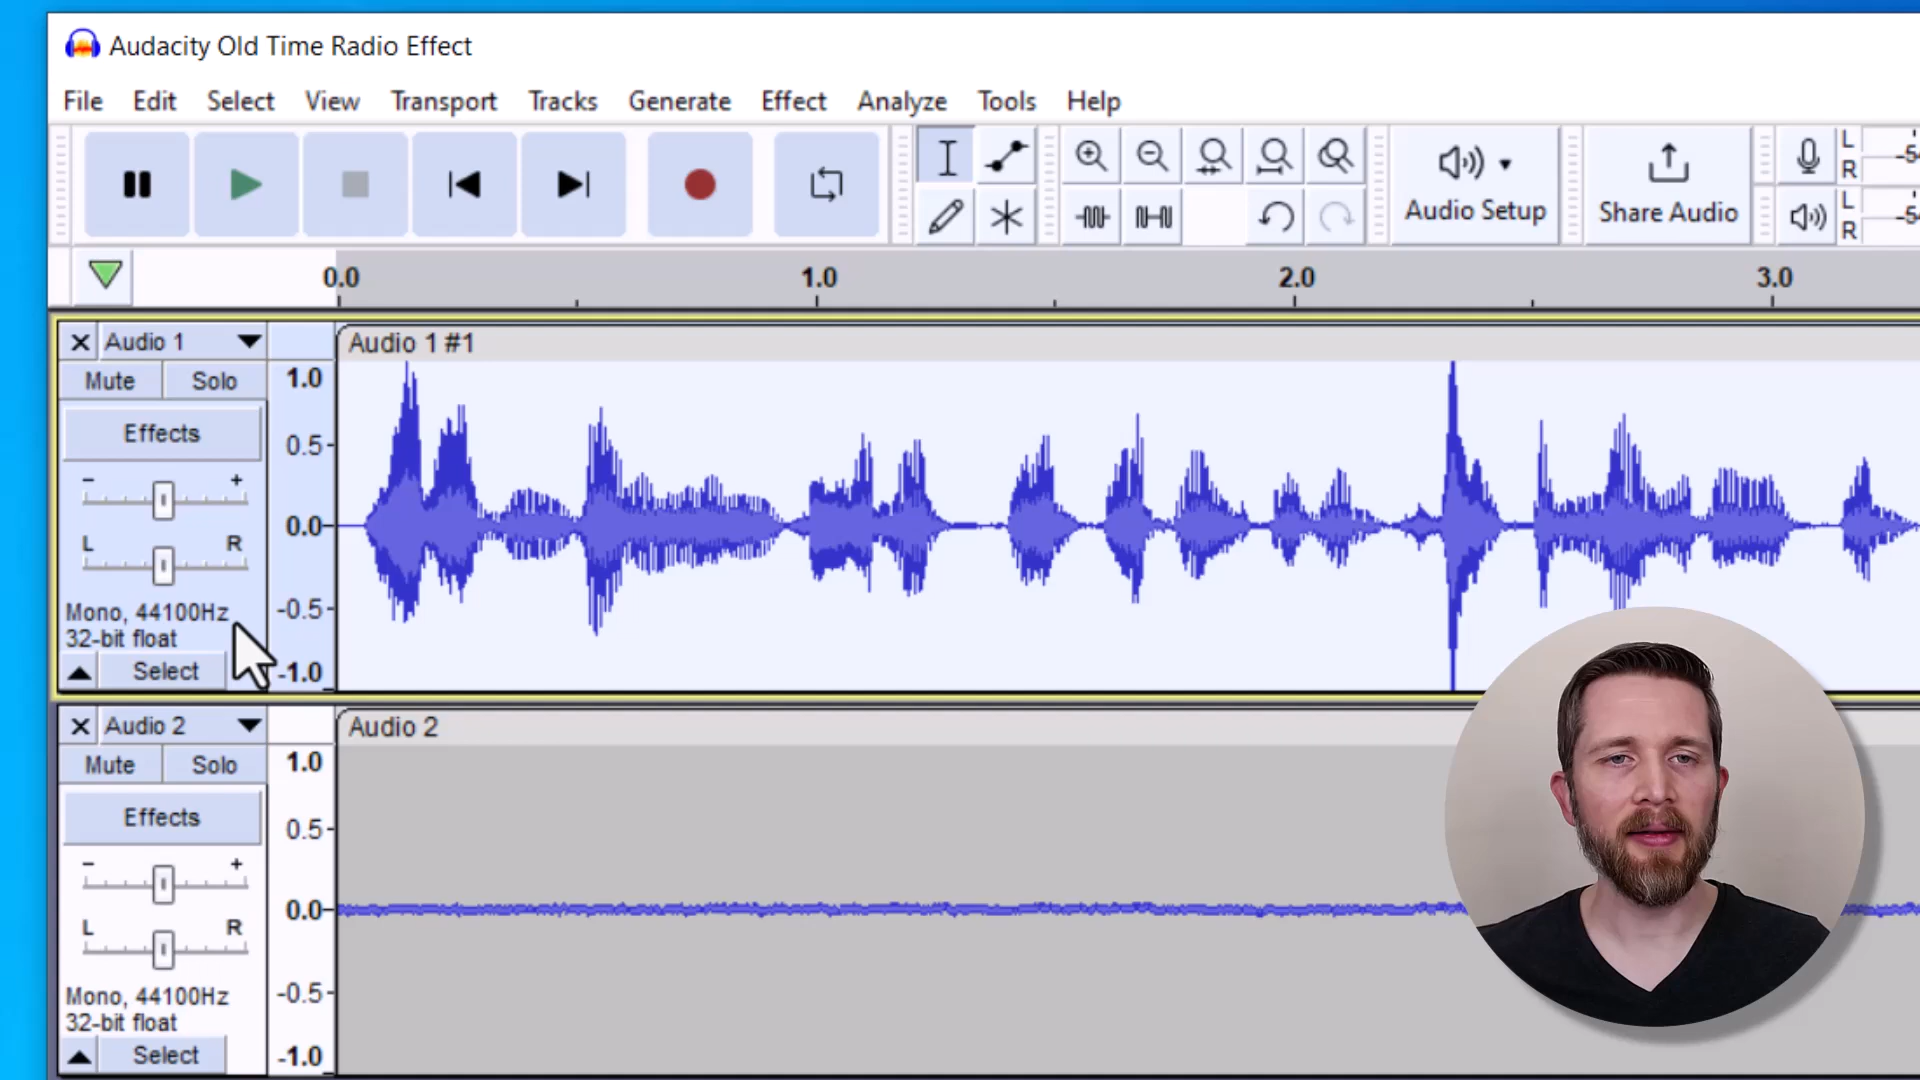 Audacity Old Time Radio Effect
File Edit Select View Transport Tracks Generate Effect Analyze Tools Help
Audio Setup
Share Audio
L
R
-54
L
R
-54
0.0 1.0 2.0 3.0
Audio 1
Audio 1 #1
Mute Solo
Effects
- +
L R
Mono, 44100Hz
32-bit float
Select
1.0
0.5
0.0
-0.5
-1.0
Audio 2
Audio 2
Mute Solo
Effects
- +
L R
Mono, 44100Hz
32-bit float
Select
1.0
0.5
0.0
-0.5
-1.0